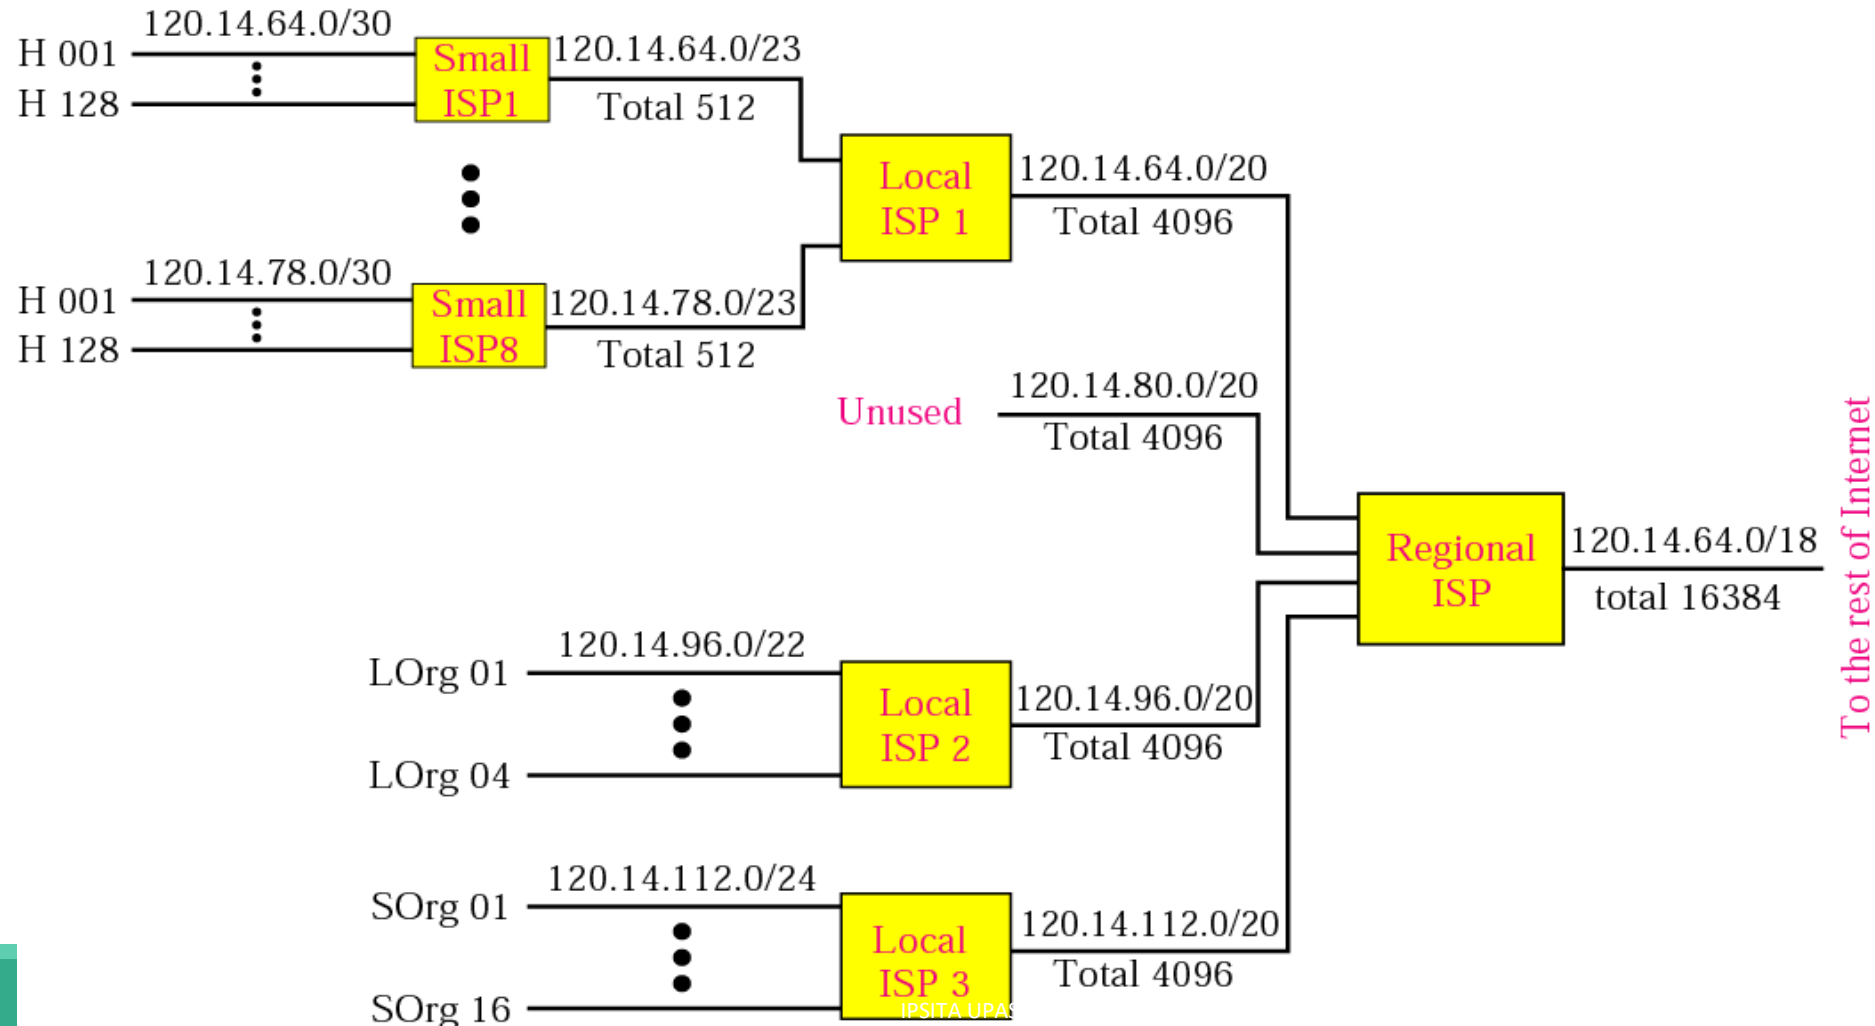 120.14.64.0/30
H 001
H 128
Small
ISP1
120.14.64.0/23
Total 512
120.14.78.0/30
H 001
H 128
Small
ISP8
120.14.78.0/23
Total 512
Local
ISP 1
120.14.64.0/20
Total 4096
Unused
120.14.80.0/20
Total 4096
LOrg 01
120.14.96.0/22
LOrg 04
Local
ISP 2
120.14.96.0/20
Total 4096
SOrg 01
120.14.112.0/24
SOrg 16
Local
ISP 3
120.14.112.0/20
Total 4096
Regional
ISP
120.14.64.0/18
total 16384
To the rest of Internet
IPSITA